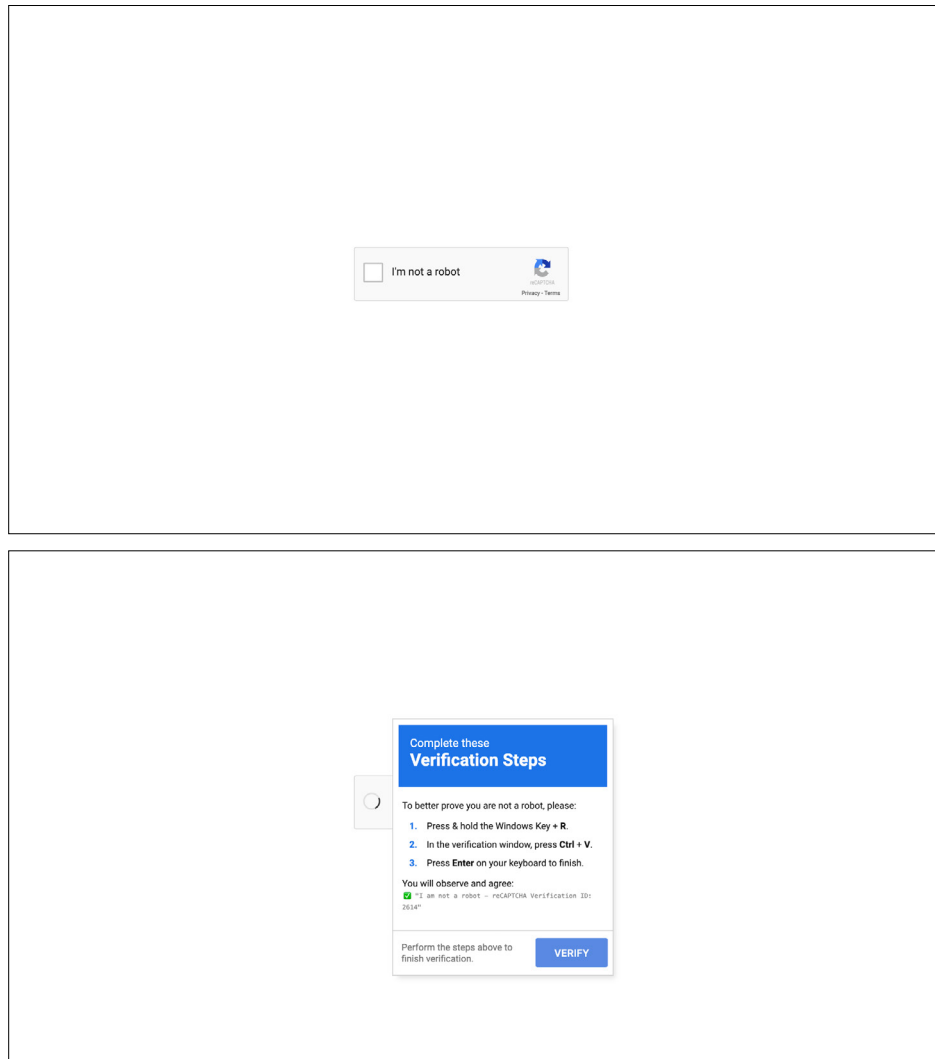 I'm not a robot
reCAPTCHA
Privacy - Terms
Complete these
Verification Steps
To better prove you are not a robot, please:
1. Press & hold the Windows Key + R.
2. In the verification window, press Ctrl + V.
3. Press Enter on your keyboard to finish.
You will observe and agree:
✅ "I am not a robot – reCAPTCHA Verification ID:
2614"
Perform the steps above to
finish verification.
VERIFY